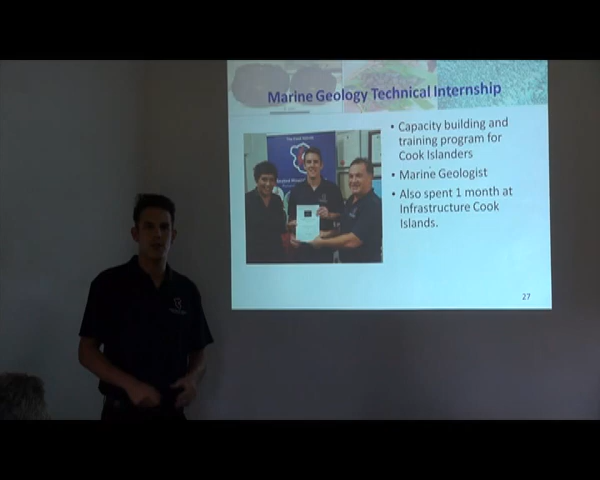 Marine Geology Technical Internship
• Capacity building and
training program for
Cook Islanders
• Marine Geologist
• Also spent 1 month at
Infrastructure Cook
Islands.
27